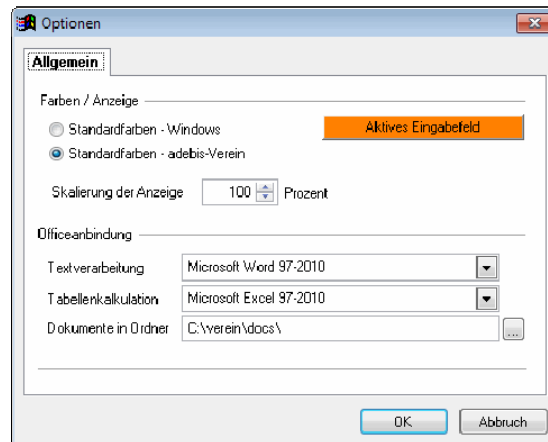 Optionen
Allgemein
Farben / Anzeige
Standardfarben - Windows
Aktives Eingabefeld
Standardfarben - adebis-Verein
Skalierung der Anzeige 100 Prozent
Officeanbindung
Textverarbeitung Microsoft Word 97-2010
Tabellenkalkulation Microsoft Excel 97-2010
Dokumente in Ordner C:\verein\docs\ ...
OK Abbruch